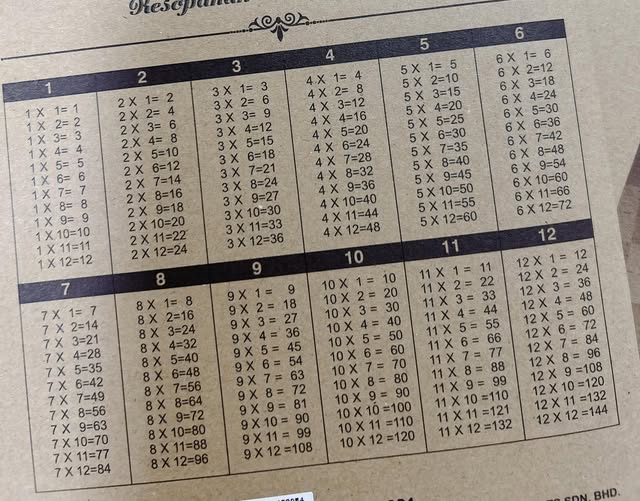 1
1 X 1= 1
1 X 2= 2
1 X 3= 3
1 X 4= 4
1 X 5= 5
1 X 6= 6
1 X 7= 7
1 X 8= 8
1 X 9= 9
1 X 10=10
1 X 11=11
1 X 12=12
2
2 X 1= 2
2 X 2= 4
2 X 3= 6
2 X 4= 8
2 X 5=10
2 X 6=12
2 X 7=14
2 X 8=16
2 X 9=18
2 X 10=20
2 X 11=22
2 X 12=24
3
3 X 1= 3
3 X 2= 6
3 X 3= 9
3 X 4=12
3 X 5=15
3 X 6=18
3 X 7=21
3 X 8=24
3 X 9=27
3 X 10=30
3 X 11=33
3 X 12=36
4
4 X 1= 4
4 X 2= 8
4 X 3=12
4 X 4=16
4 X 5=20
4 X 6=24
4 X 7=28
4 X 8=32
4 X 9=36
4 X 10=40
4 X 11=44
4 X 12=48
5
5 X 1= 5
5 X 2=10
5 X 3=15
5 X 4=20
5 X 5=25
5 X 6=30
5 X 7=35
5 X 8=40
5 X 9=45
5 X 10=50
5 X 11=55
5 X 12=60
6
6 X 1= 6
6 X 2=12
6 X 3=18
6 X 4=24
6 X 5=30
6 X 6=36
6 X 7=42
6 X 8=48
6 X 9=54
6 X 10=60
6 X 11=66
6 X 12=72
7
7 X 1= 7
7 X 2=14
7 X 3=21
7 X 4=28
7 X 5=35
7 X 6=42
7 X 7=49
7 X 8=56
7 X 9=63
7 X 10=70
7 X 11=77
7 X 12=84
8
8 X 1= 8
8 X 2=16
8 X 3=24
8 X 4=32
8 X 5=40
8 X 6=48
8 X 7=56
8 X 8=64
8 X 9=72
8 X 10=80
8 X 11=88
8 X 12=96
9
9 X 1 = 9
9 X 2 = 18
9 X 3 = 27
9 X 4 = 36
9 X 5 = 45
9 X 6 = 54
9 X 7 = 63
9 X 8 = 72
9 X 9 = 81
9 X 10 = 90
9 X 11 = 99
9 X 12 =108
10
10 X 1 = 10
10 X 2 = 20
10 X 3 = 30
10 X 4 = 40
10 X 5 = 50
10 X 6 = 60
10 X 7 = 70
10 X 8 = 80
10 X 9 = 90
10 X 10 =100
10 X 11 =110
10 X 12 =120
11
11 X 1 = 11
11 X 2 = 22
11 X 3 = 33
11 X 4 = 44
11 X 5 = 55
11 X 6 = 66
11 X 7 = 77
11 X 8 = 88
11 X 9 = 99
11 X 10 =110
11 X 11 =121
11 X 12 =132
12
12 X 1 = 12
12 X 2 = 24
12 X 3 = 36
12 X 4 = 48
12 X 5 = 60
12 X 6 = 72
12 X 7 = 84
12 X 8 = 96
12 X 9 =108
12 X 10 =120
12 X 11 =132
12 X 12 =144
SDN. BHD.